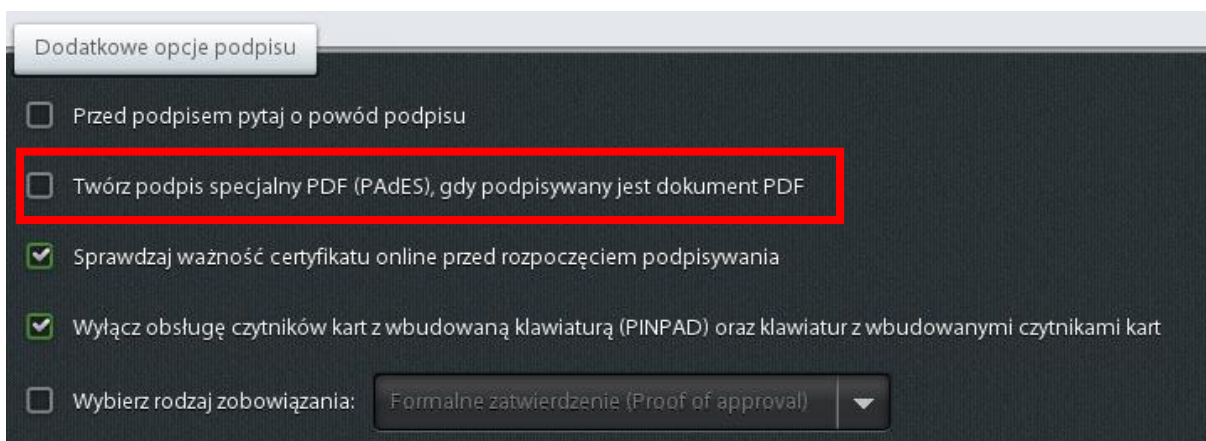 Dodatkowe opcje podpisu
Przed podpisem pytaj o powód podpisu
Twórz podpis specjalny PDF (PAdES), gdy podpisywany jest dokument PDF
Sprawdzaj ważność certyfikatu online przed rozpoczęciem podpisywania
Wyłącz obsługę czytników kart z wbudowaną klawiaturą (PINPAD) oraz klawiatur z wbudowanymi czytnikami kart
Wybierz rodzaj zobowiązania: Formalne zatwierdzenie (Proof of approval)